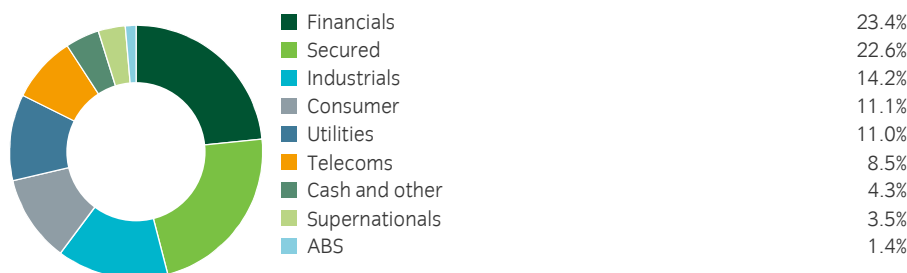 Financials 23.4%
Secured 22.6%
Industrials 14.2%
Consumer 11.1%
Utilities 11.0%
Telecoms 8.5%
Cash and other 4.3%
Supernationals 3.5%
ABS 1.4%